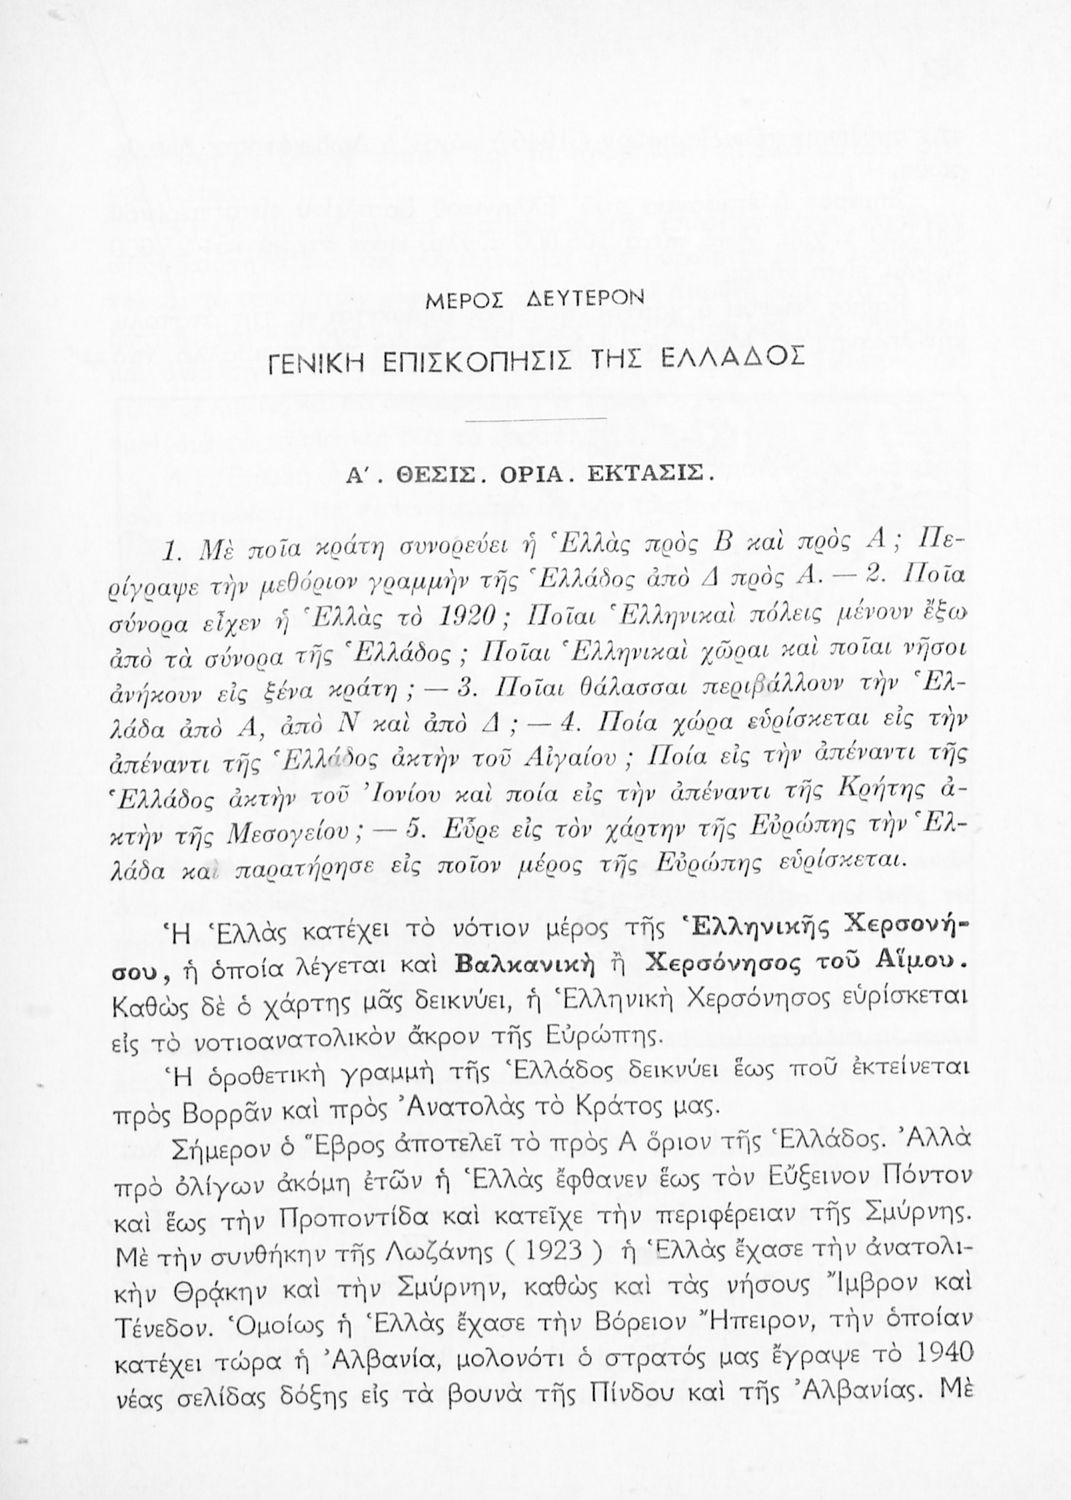 ΜΕΡΟΣ ΔΕΥΤΕΡΟΝ
ΓΕΝΙΚΗ ΕΠΙΣΚΟΠΗΣΙΣ ΤΗΣ ΕΛΛΑΔΟΣ
Α΄. ΘΕΣΙΣ. ΟΡΙΑ. ΕΚΤΑΣΙΣ.
1. Μὲ ποῖα κράτη συνορεύει ἡ Ἑλλὰς πρὸς Β καὶ πρὸς Α ; Πε-
ρίγραψε τὴν μεθόριον γραμμὴν τῆς Ἑλλάδος ἀπὸ Δ πρὸς Α. — 2. Ποῖα
σύνορα εἶχεν ἡ Ἑλλὰς τὸ 1920 ; Ποῖαι Ἑλληνικαὶ πόλεις μένουν ἔξω
ἀπὸ τὰ σύνορα τῆς Ἑλλάδος ; Ποῖαι Ἑλληνικαὶ χῶραι καὶ ποῖαι νῆσοι
ἀνήκουν εἰς ξένα κράτη ; — 3. Ποῖαι θάλασσαι περιβάλλουν τὴν Ἑλ-
λάδα ἀπὸ Α, ἀπὸ Ν καὶ ἀπὸ Δ ; — 4. Ποία χώρα εὑρίσκεται εἰς τὴν
ἀπέναντι τῆς Ἑλλάδος ἀκτὴν τοῦ Αἰγαίου ; Ποία εἰς τὴν ἀπέναντι τῆς
Ἑλλάδος ἀκτὴν τοῦ Ἰονίου καὶ ποία εἰς τὴν ἀπέναντι τῆς Κρήτης ἀ-
κτὴν τῆς Μεσογείου ; — 5. Εὗρε εἰς τὸν χάρτην τῆς Εὐρώπης τὴν Ἑλ-
λάδα καὶ παρατήρησε εἰς ποῖον μέρος τῆς Εὐρώπης εὑρίσκεται.
Ἡ Ἑλλὰς κατέχει τὸ νότιον μέρος τῆς Ἑλληνικῆς Χερσονή-
σου, ἡ ὁποία λέγεται καὶ Βαλκανικὴ ἢ Χερσόνησος τοῦ Αἵμου.
Καθὼς δὲ ὁ χάρτης μᾶς δεικνύει, ἡ Ἑλληνικὴ Χερσόνησος εὑρίσκεται
εἰς τὸ νοτιοανατολικὸν ἄκρον τῆς Εὐρώπης.
Ἡ ὁροθετικὴ γραμμὴ τῆς Ἑλλάδος δεικνύει ἕως ποῦ ἐκτείνεται
πρὸς Βορρᾶν καὶ πρὸς Ἀνατολὰς τὸ Κράτος μας.
Σήμερον ὁ Ἕβρος ἀποτελεῖ τὸ πρὸς Α ὅριον τῆς Ἑλλάδος. Ἀλλὰ
πρὸ ὀλίγων ἀκόμη ἐτῶν ἡ Ἑλλὰς ἔφθανεν ἕως τὸν Εὔξεινον Πόντον
καὶ ἕως τὴν Προποντίδα καὶ κατεῖχε τὴν περιφέρειαν τῆς Σμύρνης.
Μὲ τὴν συνθήκην τῆς Λωζάνης ( 1923 ) ἡ Ἑλλὰς ἔχασε τὴν ἀνατολι-
κὴν Θρᾴκην καὶ τὴν Σμύρνην, καθὼς καὶ τὰς νήσους Ἴμβρον καὶ
Τένεδον. Ὁμοίως ἡ Ἑλλὰς ἔχασε τὴν Βόρειον Ἤπειρον, τὴν ὁποίαν
κατέχει τώρα ἡ Ἀλβανία, μολονότι ὁ στρατός μας ἔγραψε τὸ 1940
νέας σελίδας δόξης εἰς τὰ βουνὰ τῆς Πίνδου καὶ τῆς Ἀλβανίας. Μὲ